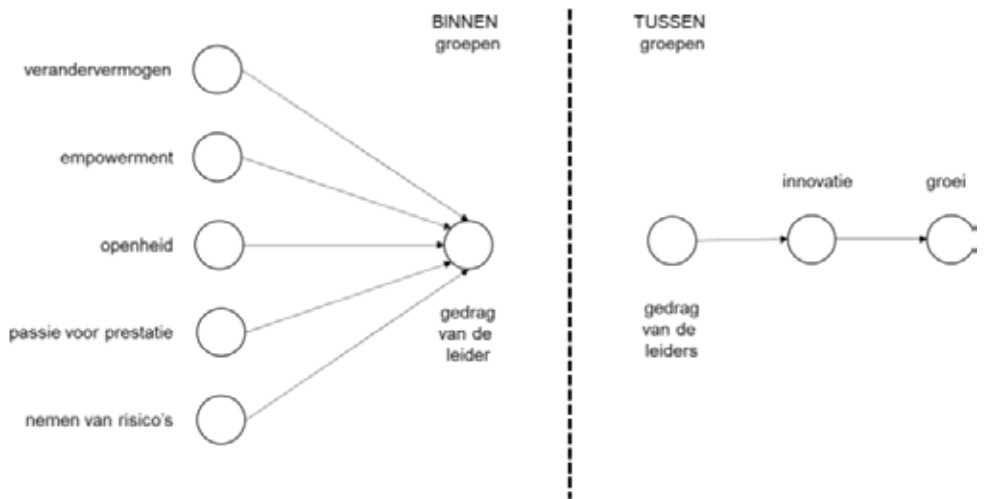 BINNEN
groepen
TUSSEN
groepen
verandervermogen
empowerment
openheid
passie voor prestatie
nemen van risico's
gedrag
van de
leider
innovatie
groei
gedrag
van de
leiders